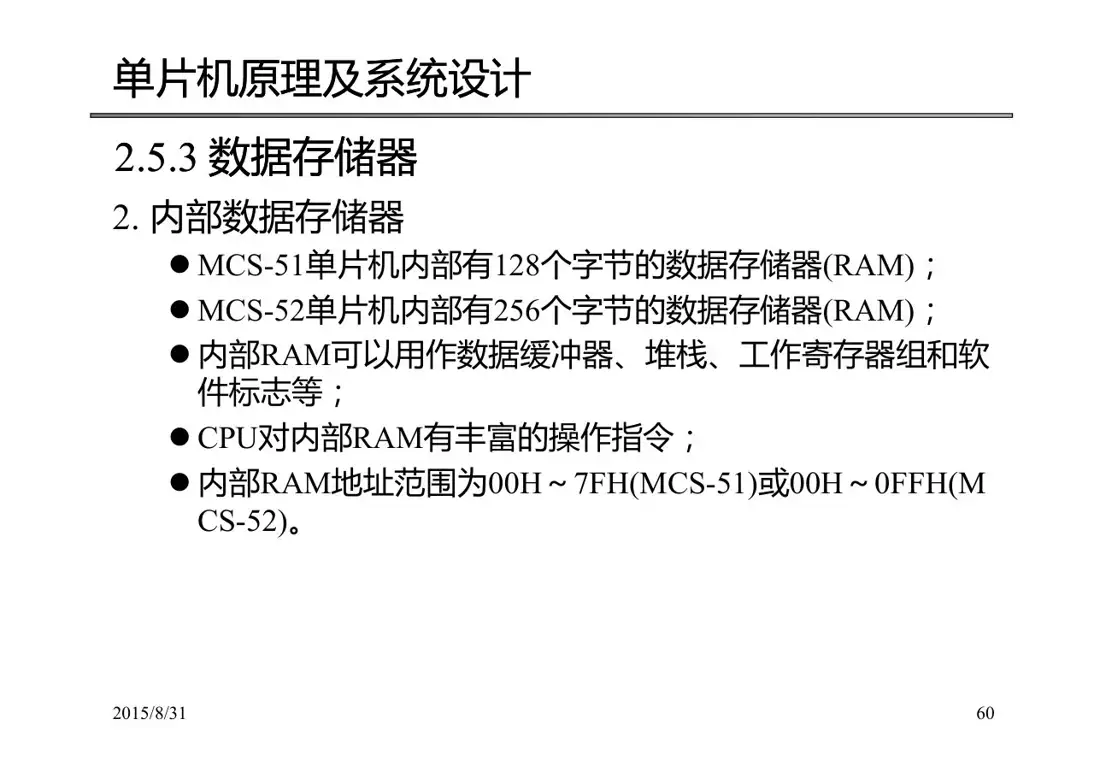 单片机原理及系统设计
2.5.3 数据存储器
2. 内部数据存储器
● MCS-51单片机内部有128个字节的数据存储器(RAM)；
● MCS-52单片机内部有256个字节的数据存储器(RAM)；
● 内部RAM可以用作数据缓冲器、堆栈、工作寄存器组和软
件标志等；
● CPU对内部RAM有丰富的操作指令；
● 内部RAM地址范围为00H～7FH(MCS-51)或00H～0FFH(M
CS-52)。
2015/8/31
60